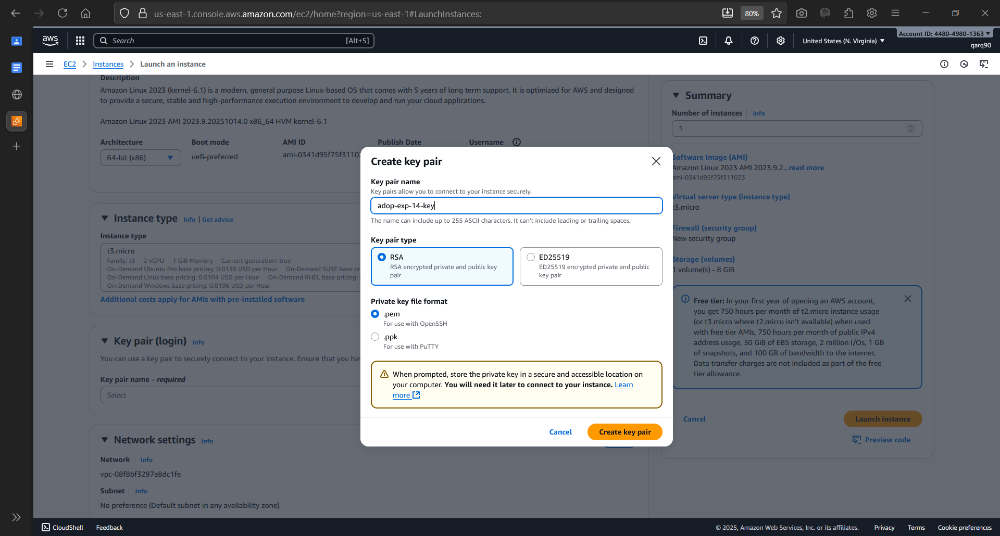 us-east-1.console.aws.amazon.com/ec2/home?region=us-east-1#LaunchInstances:
80%
aws
Search
[Alt+S]
United States (N. Virginia)
Account ID: 4480-4980-1363
qarq90
EC2 > Instances > Launch an instance
Description
Amazon Linux 2023 (kernel-6.1) is a modern, general purpose Linux-based OS that comes with 5 years of long term support. It is optimized for AWS and designed
to provide a secure, stable and high-performance execution environment to develop and run your cloud applications.
Amazon Linux 2023 AMI 2023.9.20251014.0 x86_64 HVM kernel-6.1
Architecture
Boot mode
AMI ID
Publish Date
Username
64-bit (x86)
uefi-preferred
ami-0341d95f75f3110
Instance type Info | Get advice
Instance type
t3.micro
Family: t3 2 vCPU 1 GiB Memory Current generation: true
On-Demand Ubuntu Pro base pricing: 0.0139 USD per Hour On-Demand SUSE base pr
On-Demand Linux base pricing: 0.0104 USD per Hour On-Demand RHEL base pricing:
On-Demand Windows base pricing: 0.0196 USD per Hour
Additional costs apply for AMIs with pre-installed software
Key pair (login) Info
You can use a key pair to securely connect to your instance. Ensure that you hav
Key pair name – required
Select
Network settings Info
Network Info
vpc-08f8bf3297e8dc1fe
Subnet Info
No preference (Default subnet in any availability zone)
Create key pair
Key pair name
Key pairs allow you to connect to your instance securely.
adop-exp-14-key
The name can include up to 255 ASCII characters. It can't include leading or trailing spaces.
Key pair type
RSA
RSA encrypted private and public key
pair
ED25519
ED25519 encrypted private and public
key pair
Private key file format
.pem
For use with OpenSSH
.ppk
For use with PuTTY
When prompted, store the private key in a secure and accessible location on
your computer. You will need it later to connect to your instance. Learn
more
Cancel
Create key pair
Summary
Number of instances Info
1
Software Image (AMI)
Amazon Linux 2023 AMI 2023.9.2...read more
ami-0341d95f75f311023
Virtual server type (instance type)
t3.micro
Firewall (security group)
New security group
Storage (volumes)
1 volume(s) - 8 GiB
Free tier: In your first year of opening an AWS account,
you get 750 hours per month of t2.micro instance usage
(or t3.micro where t2.micro isn't available) when used
with free tier AMIs, 750 hours per month of public IPv4
address usage, 30 GiB of EBS storage, 2 million I/Os, 1 GB
of snapshots, and 100 GB of bandwidth to the internet.
Data transfer charges are not included as part of the free
tier allowance.
Cancel
Launch instance
Preview code
CloudShell
Feedback
© 2025, Amazon Web Services, Inc. or its affiliates.
Privacy
Terms
Cookie preferences